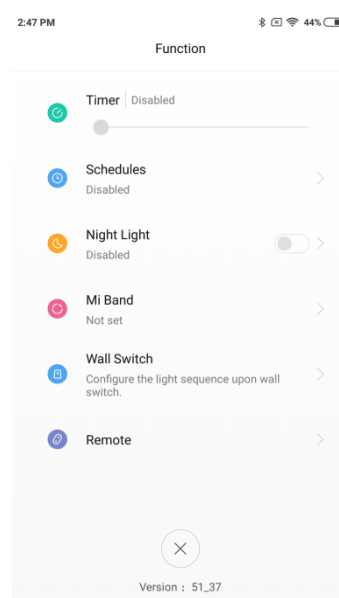 2:47 PM 44%
Function
Timer Disabled
Schedules
Disabled
Night Light
Disabled
Mi Band
Not set
Wall Switch
Configure the light sequence upon wall
switch.
Remote
Version : 51_37